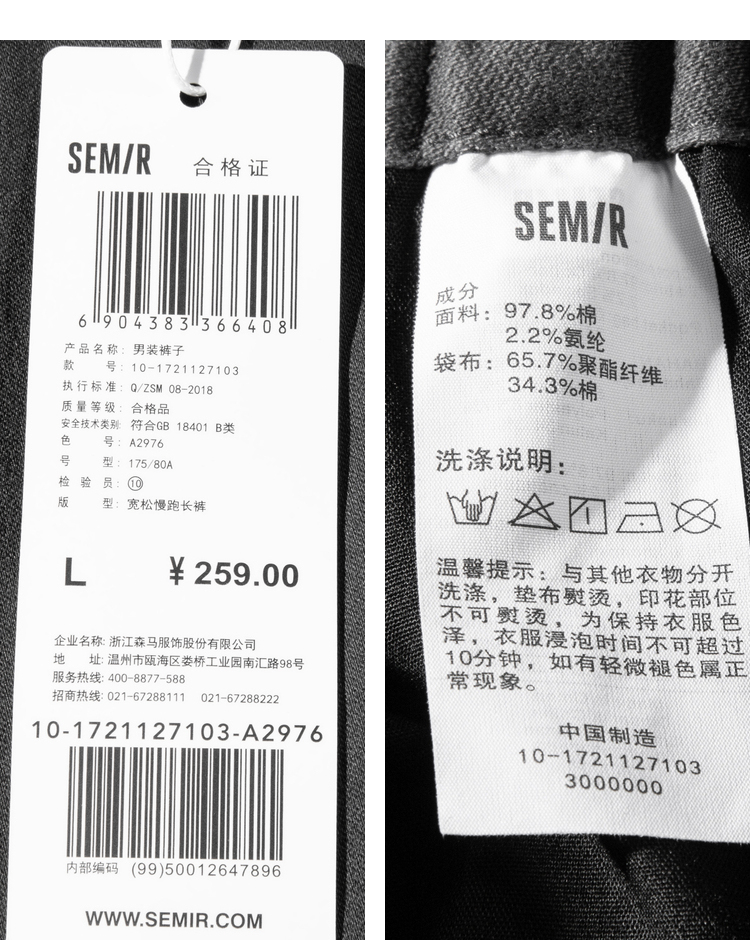 SEMIR 合格证
6 904383 366408
产品名称: 男装裤子
款 号: 10-1721127103
执行标准: Q/ZSM 08-2018
质量等级: 合格品
安全技术类别: 符合GB 18401 B类
色 号: A2976
号 型: 175/80A
检 验 员: ⑩
版 型: 宽松慢跑长裤
L ¥259.00
企业名称: 浙江森马服饰股份有限公司
地 址: 温州市瓯海区娄桥工业园南汇路98号
服务热线: 400-8877-588
招商热线: 021-67288111 021-67288222
10-1721127103-A2976
内部编码 (99)50012647896
WWW.SEMIR.COM
SEMIR
成分
面料: 97.8%棉
2.2%氨纶
袋布: 65.7%聚酯纤维
34.3%棉
洗涤说明:
温馨提示: 与其他衣物分开
洗涤, 垫布熨烫, 印花部位
不可熨烫, 为保持衣服色
泽, 衣服浸泡时间不可超过
10分钟, 如有轻微褪色属正
常现象。
中国制造
10-1721127103
3000000